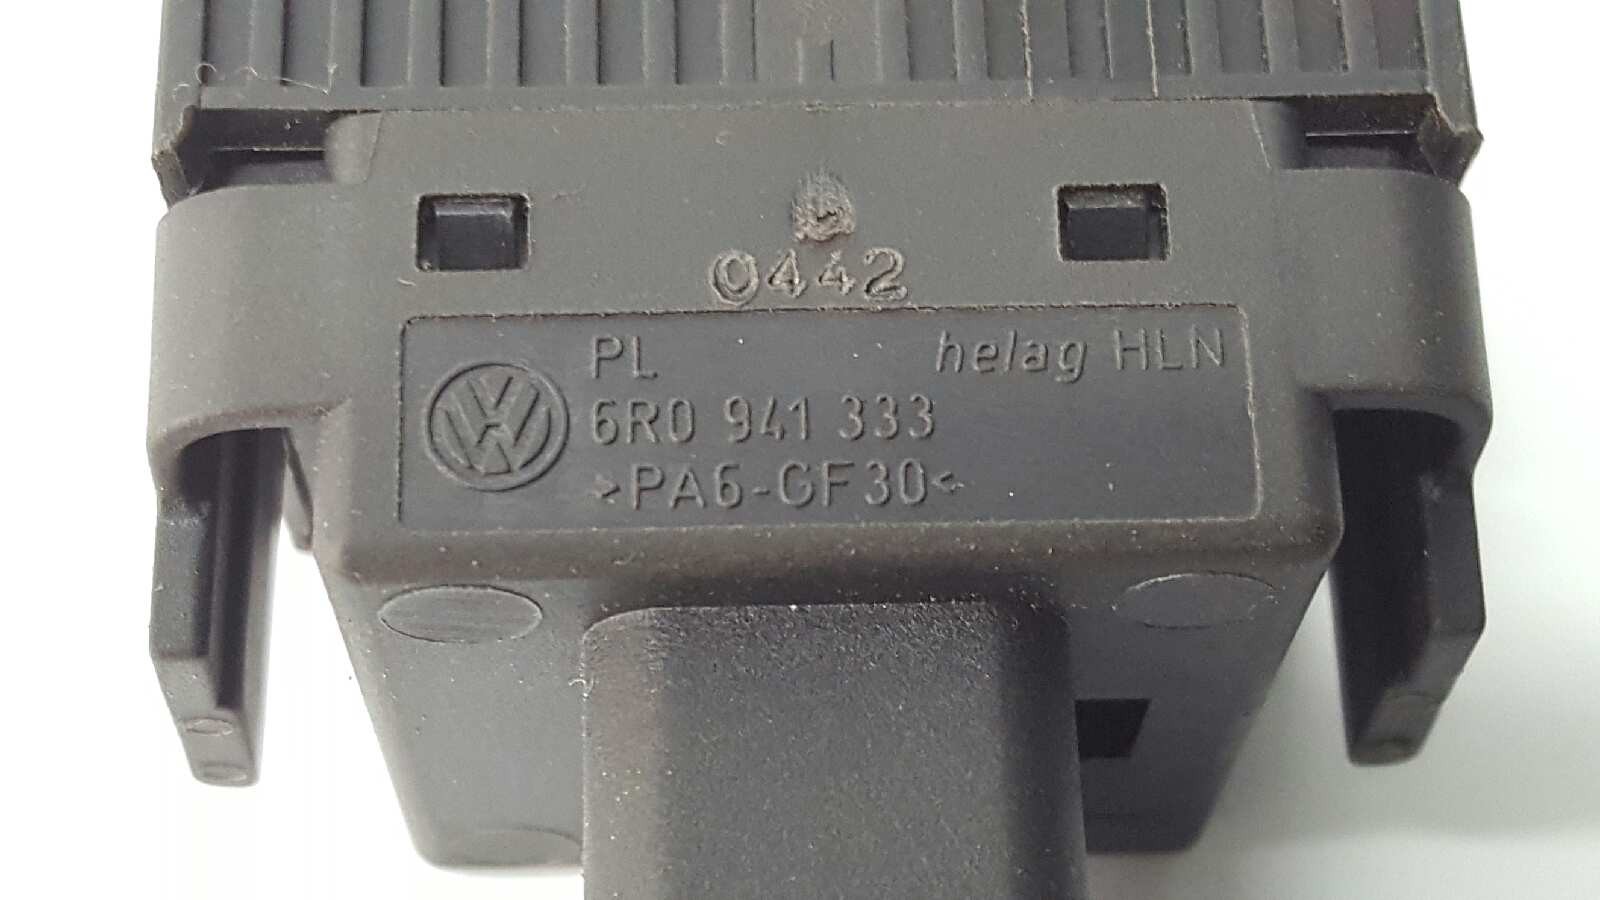 0442
PL helag HLN
6R0 941 333
>PA6-GF30<